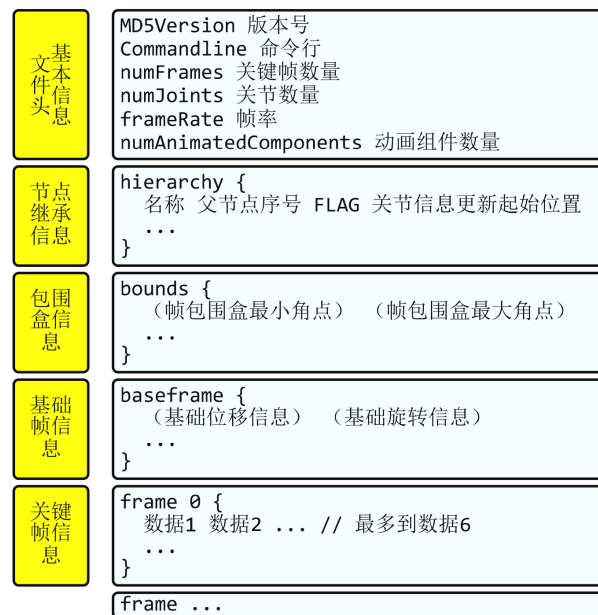 文件头
基本信息
MD5Version 版本号
Commandline 命令行
numFrames 关键帧数量
numJoints 关节数量
frameRate 帧率
numAnimatedComponents 动画组件数量
节点
继承
信息
hierarchy {
名称 父节点序号 FLAG 关节信息更新起始位置
...
}
包围
盒信
息
bounds {
（帧包围盒最小角点） （帧包围盒最大角点）
...
}
基础
帧信
息
baseframe {
（基础位移信息） （基础旋转信息）
...
}
关键
帧信
息
frame 0 {
数据1 数据2 ... // 最多到数据6
...
}
frame ...